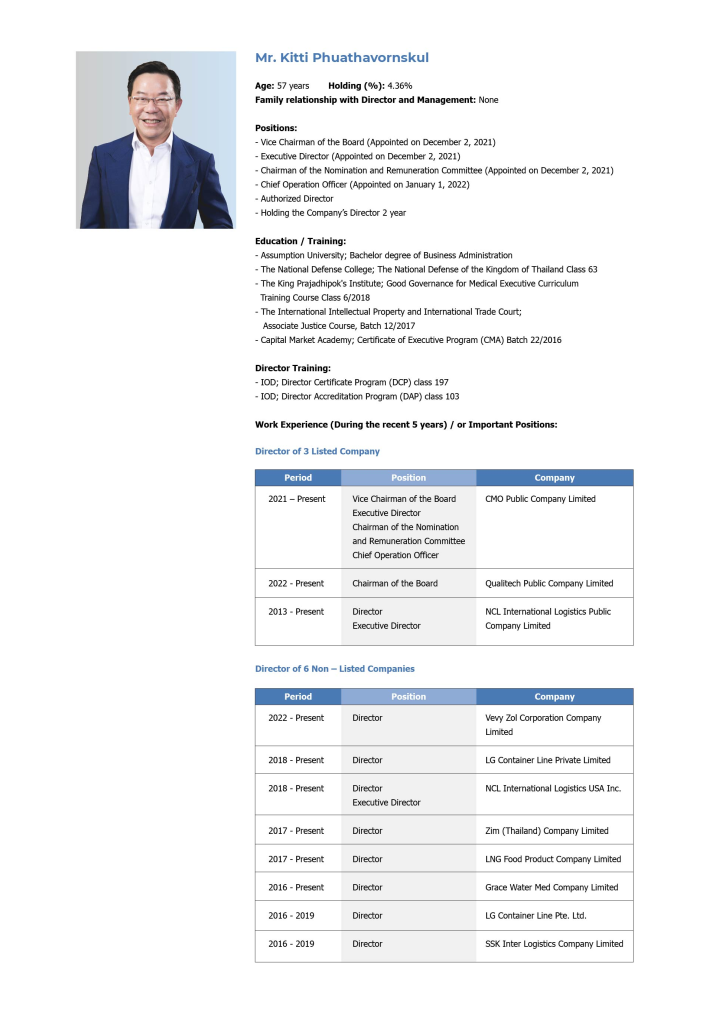 Mr. Kitti Phuathavornskul
Age: 57 years Holding (%): 4.36%
Family relationship with Director and Management: None
Positions:
- Vice Chairman of the Board (Appointed on December 2, 2021)
- Executive Director (Appointed on December 2, 2021)
- Chairman of the Nomination and Remuneration Committee (Appointed on December 2, 2021)
- Chief Operation Officer (Appointed on January 1, 2022)
- Authorized Director
- Holding the Company's Director 2 year
Education / Training:
- Assumption University; Bachelor degree of Business Administration
- The National Defense College; The National Defense of the Kingdom of Thailand Class 63
- The King Prajadhipok's Institute; Good Governance for Medical Executive Curriculum
Training Course Class 6/2018
- The International Intellectual Property and International Trade Court;
Associate Justice Course, Batch 12/2017
- Capital Market Academy; Certificate of Executive Program (CMA) Batch 22/2016
Director Training:
- IOD; Director Certificate Program (DCP) class 197
- IOD; Director Accreditation Program (DAP) class 103
Work Experience (During the recent 5 years) / or Important Positions:
Director of 3 Listed Company
Period Position Company
2021 – Present Vice Chairman of the Board CMO Public Company Limited
Executive Director
Chairman of the Nomination
and Remuneration Committee
Chief Operation Officer
2022 - Present Chairman of the Board Qualitech Public Company Limited
2013 - Present Director NCL International Logistics Public
Executive Director Company Limited
Director of 6 Non – Listed Companies
Period Position Company
2022 - Present Director Vevy Zol Corporation Company
Limited
2018 - Present Director LG Container Line Private Limited
2018 - Present Director NCL International Logistics USA Inc.
Executive Director
2017 - Present Director Zim (Thailand) Company Limited
2017 - Present Director LNG Food Product Company Limited
2016 - Present Director Grace Water Med Company Limited
2016 - 2019 Director LG Container Line Pte. Ltd.
2016 - 2019 Director SSK Inter Logistics Company Limited